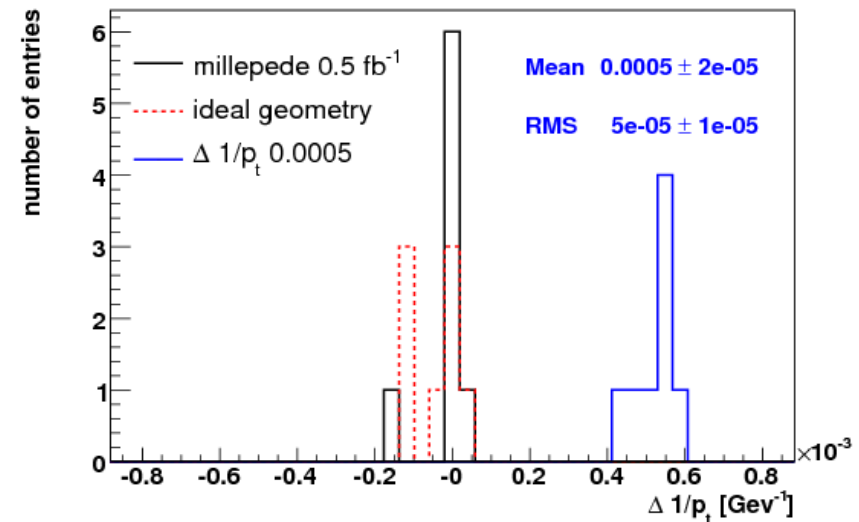 number of entries
6
5
4
3
2
1
0
millepede 0.5 fb-1
ideal geometry
Δ 1/pt 0.0005
Mean 0.0005 ± 2e-05
RMS 5e-05 ± 1e-05
-0.8 -0.6 -0.4 -0.2 -0 0.2 0.4 0.6 0.8 ×10-3
Δ 1/pt [Gev-1]